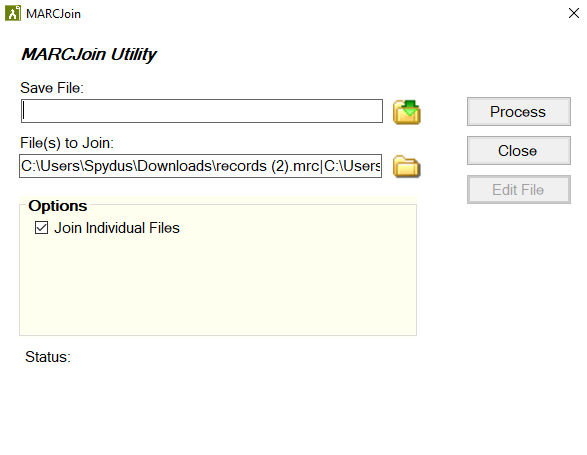 MARCJoin
MARCJoin Utility
Save File:
Process
File(s) to Join:
Close
C:\Users\Spydus\Downloads\records (2).mrc|C:\Users
Edit File
Options
Join Individual Files
Status: